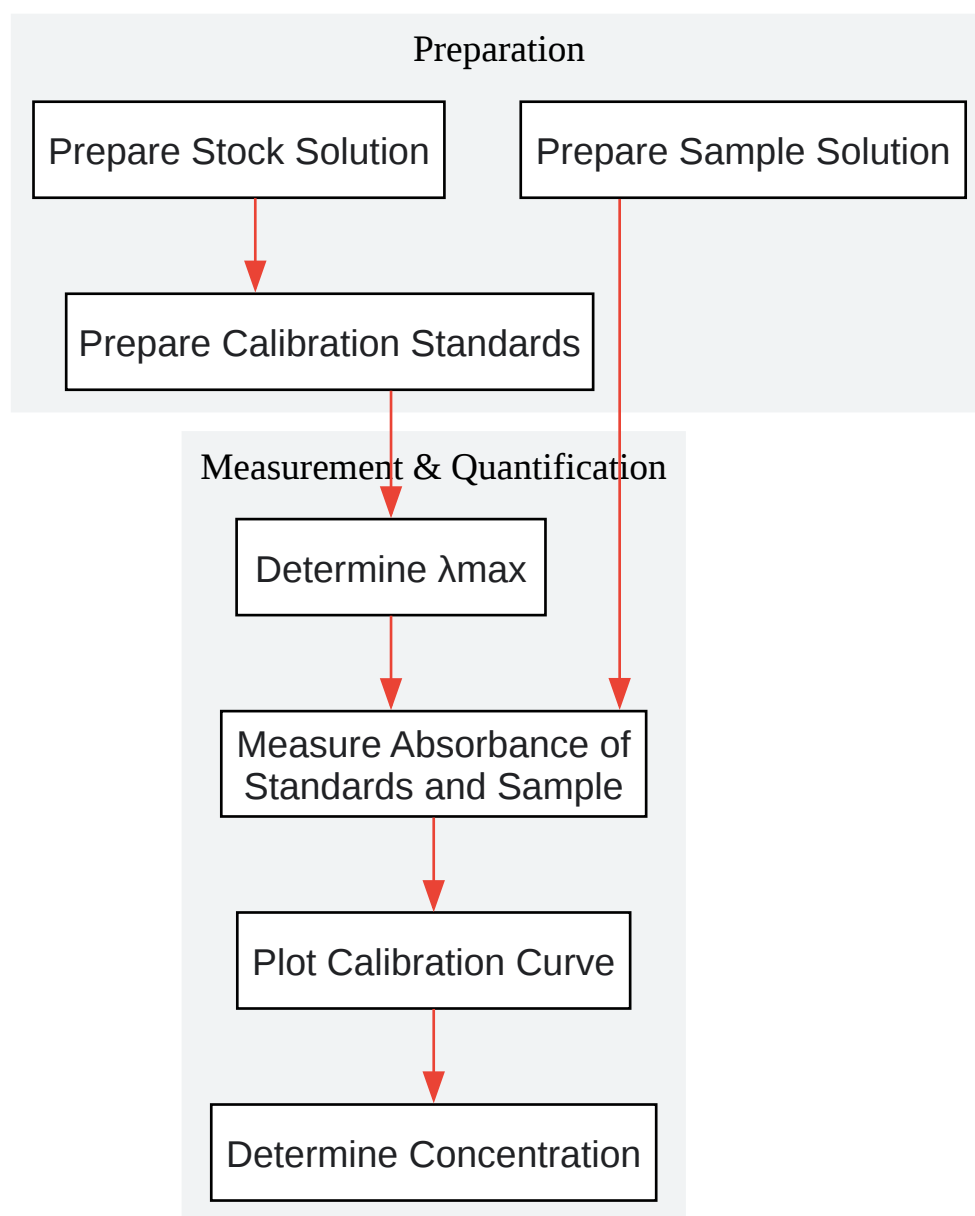 Preparation
Prepare Stock Solution
Prepare Sample Solution
Prepare Calibration Standards
Measurement & Quantification
Determine λmax
Measure Absorbance of
Standards and Sample
Plot Calibration Curve
Determine Concentration